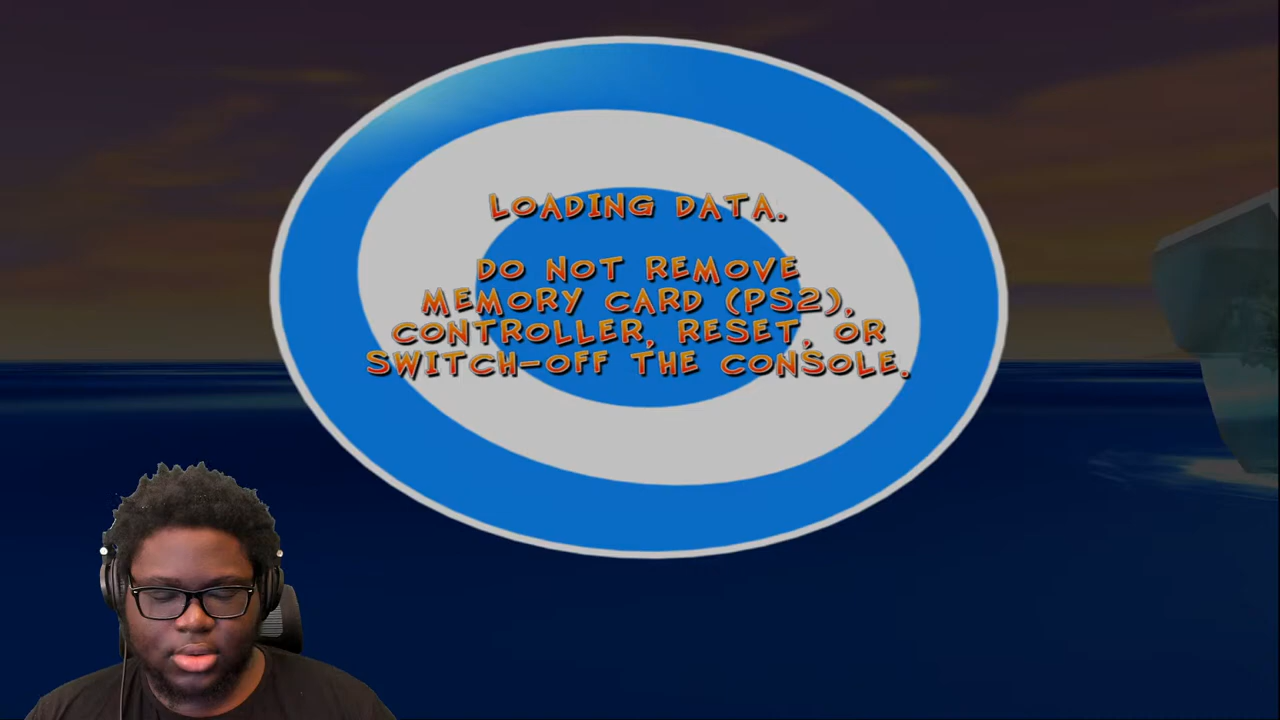 LOADING DATA.
DO NOT REMOVE
MEMORY CARD (PS2),
CONTROLLER, RESET, OR
SWITCH-OFF THE CONSOLE.